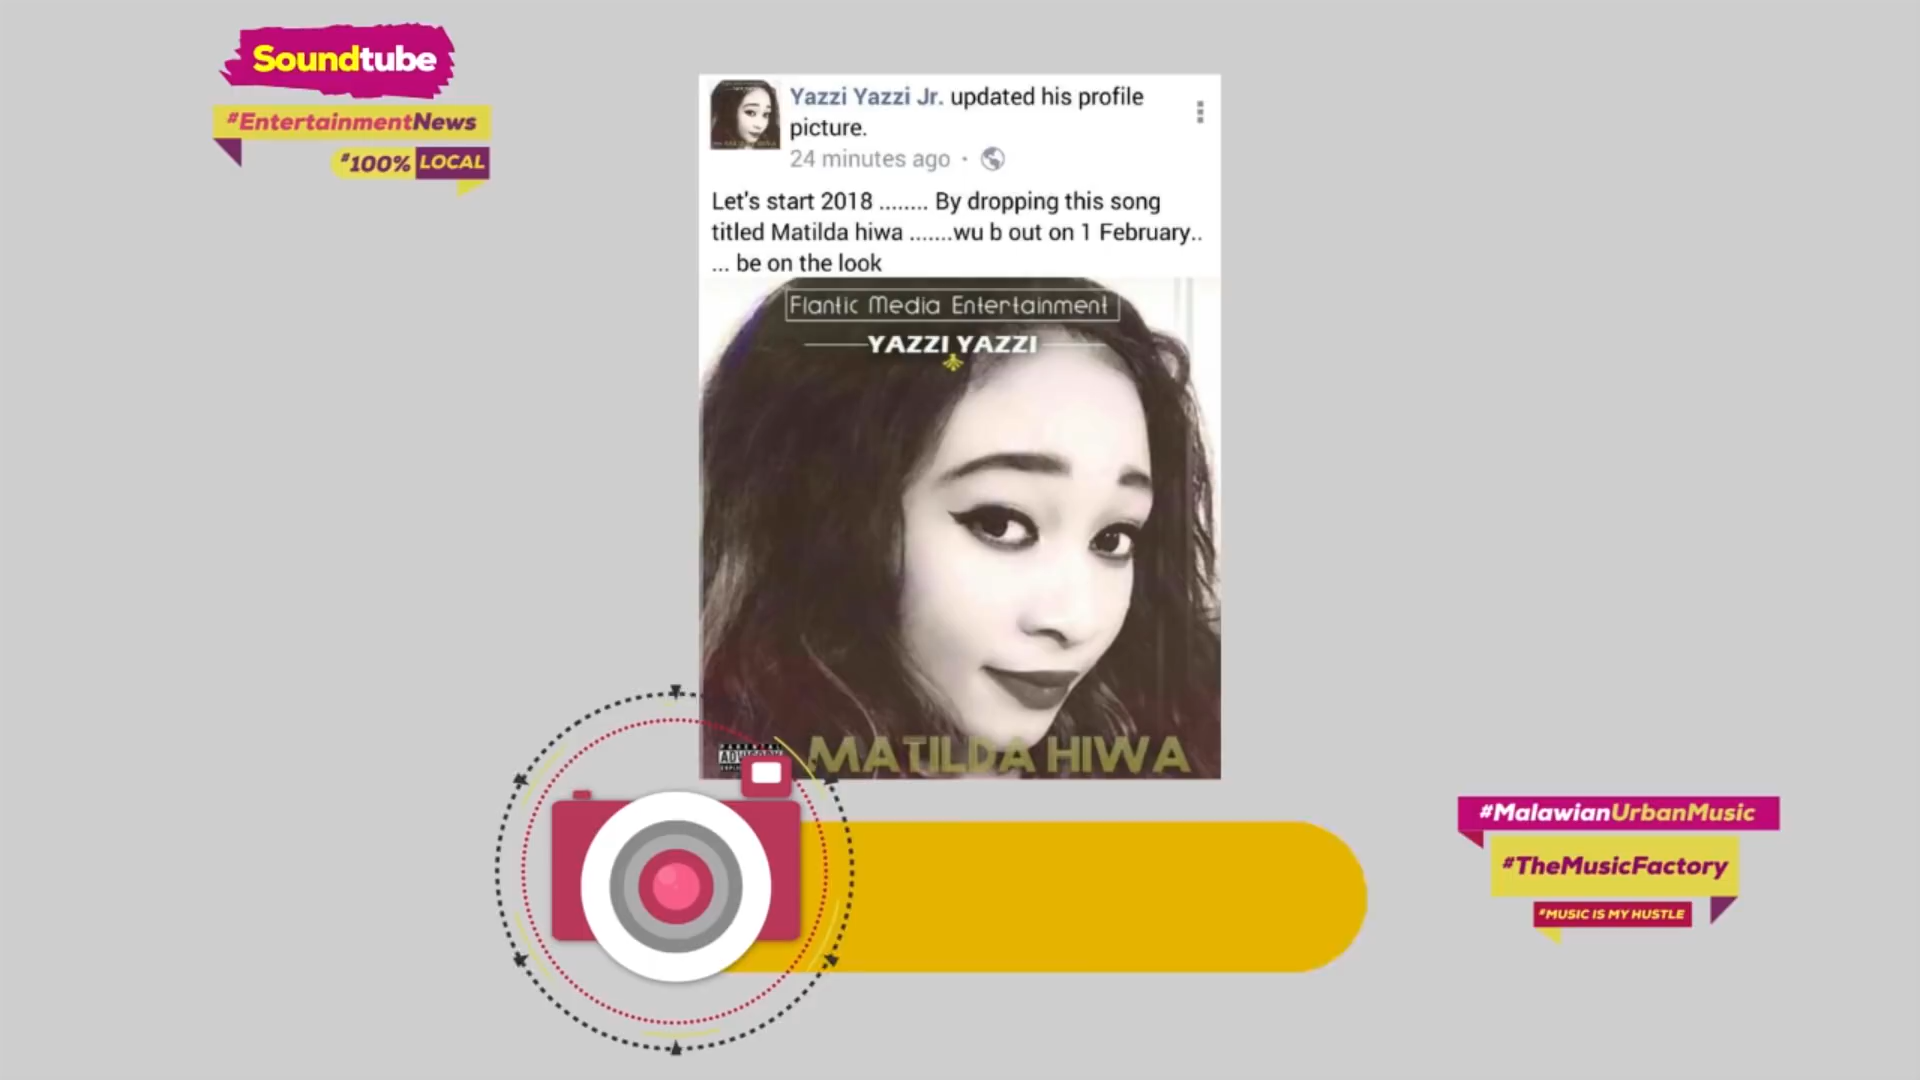 Soundtube
#EntertainmentNews
#100% LOCAL
Yazzi Yazzi Jr. updated his profile
picture.
24 minutes ago ·
Let's start 2018 ........ By dropping this song
titled Matilda hiwa .......wu b out on 1 February..
... be on the look
Flantic Media Entertainment
YAZZI YAZZI
PARENTAL
MATILDA HIWA
#MalawianUrbanMusic
#TheMusicFactory
#MUSIC IS MY HUSTLE